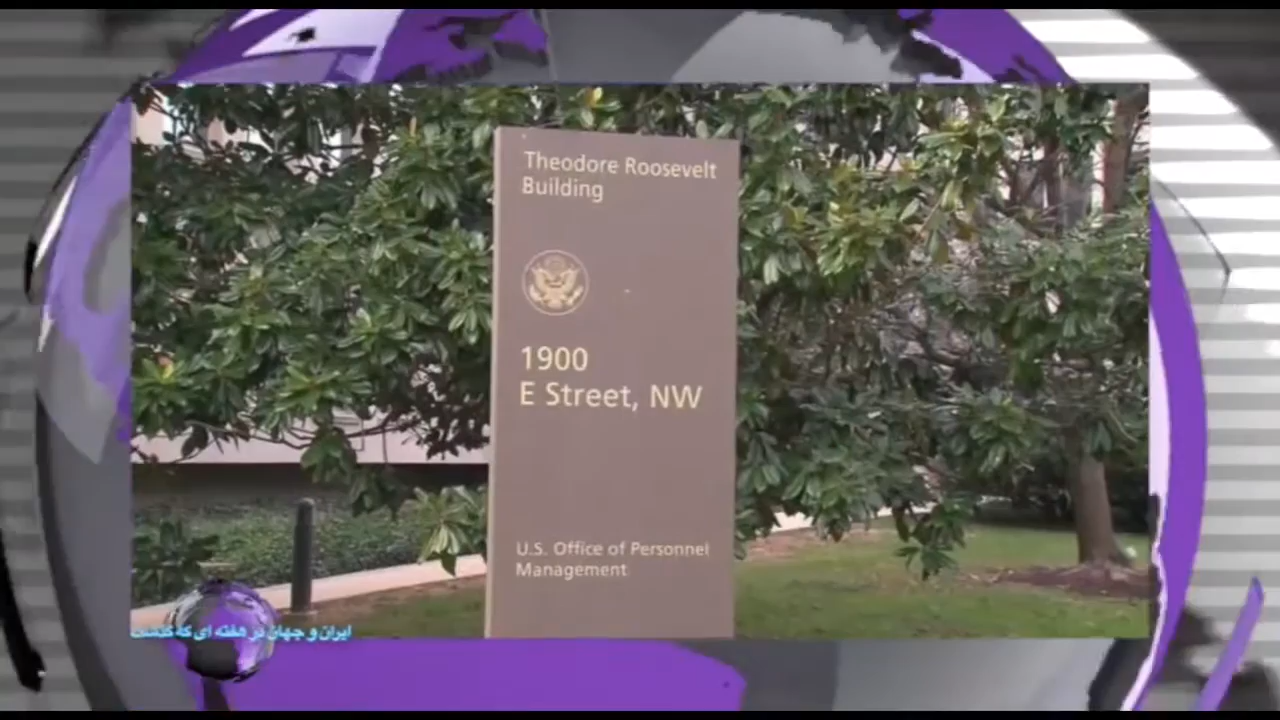 Theodore Roosevelt
Building
1900
E Street, NW
U.S. Office of Personnel
Management
ایران و جهان در هفته ای که گذشت